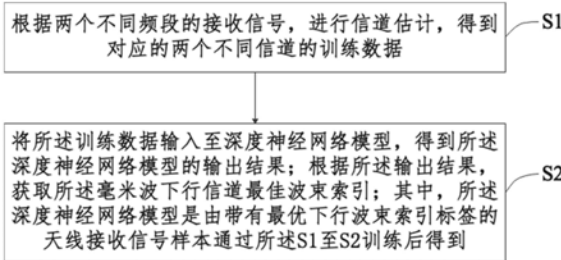 根据两个不同频段的接收信号，进行信道估计，得到
对应的两个不同信道的训练数据
S1
将所述训练数据输入至深度神经网络模型，得到所述
深度神经网络模型的输出结果；根据所述输出结果，
获取所述毫米波下行信道最佳波束索引；其中，所述
深度神经网络模型是由带有最优下行波束索引标签的
天线接收信号样本通过所述S1至S2训练后得到
S2